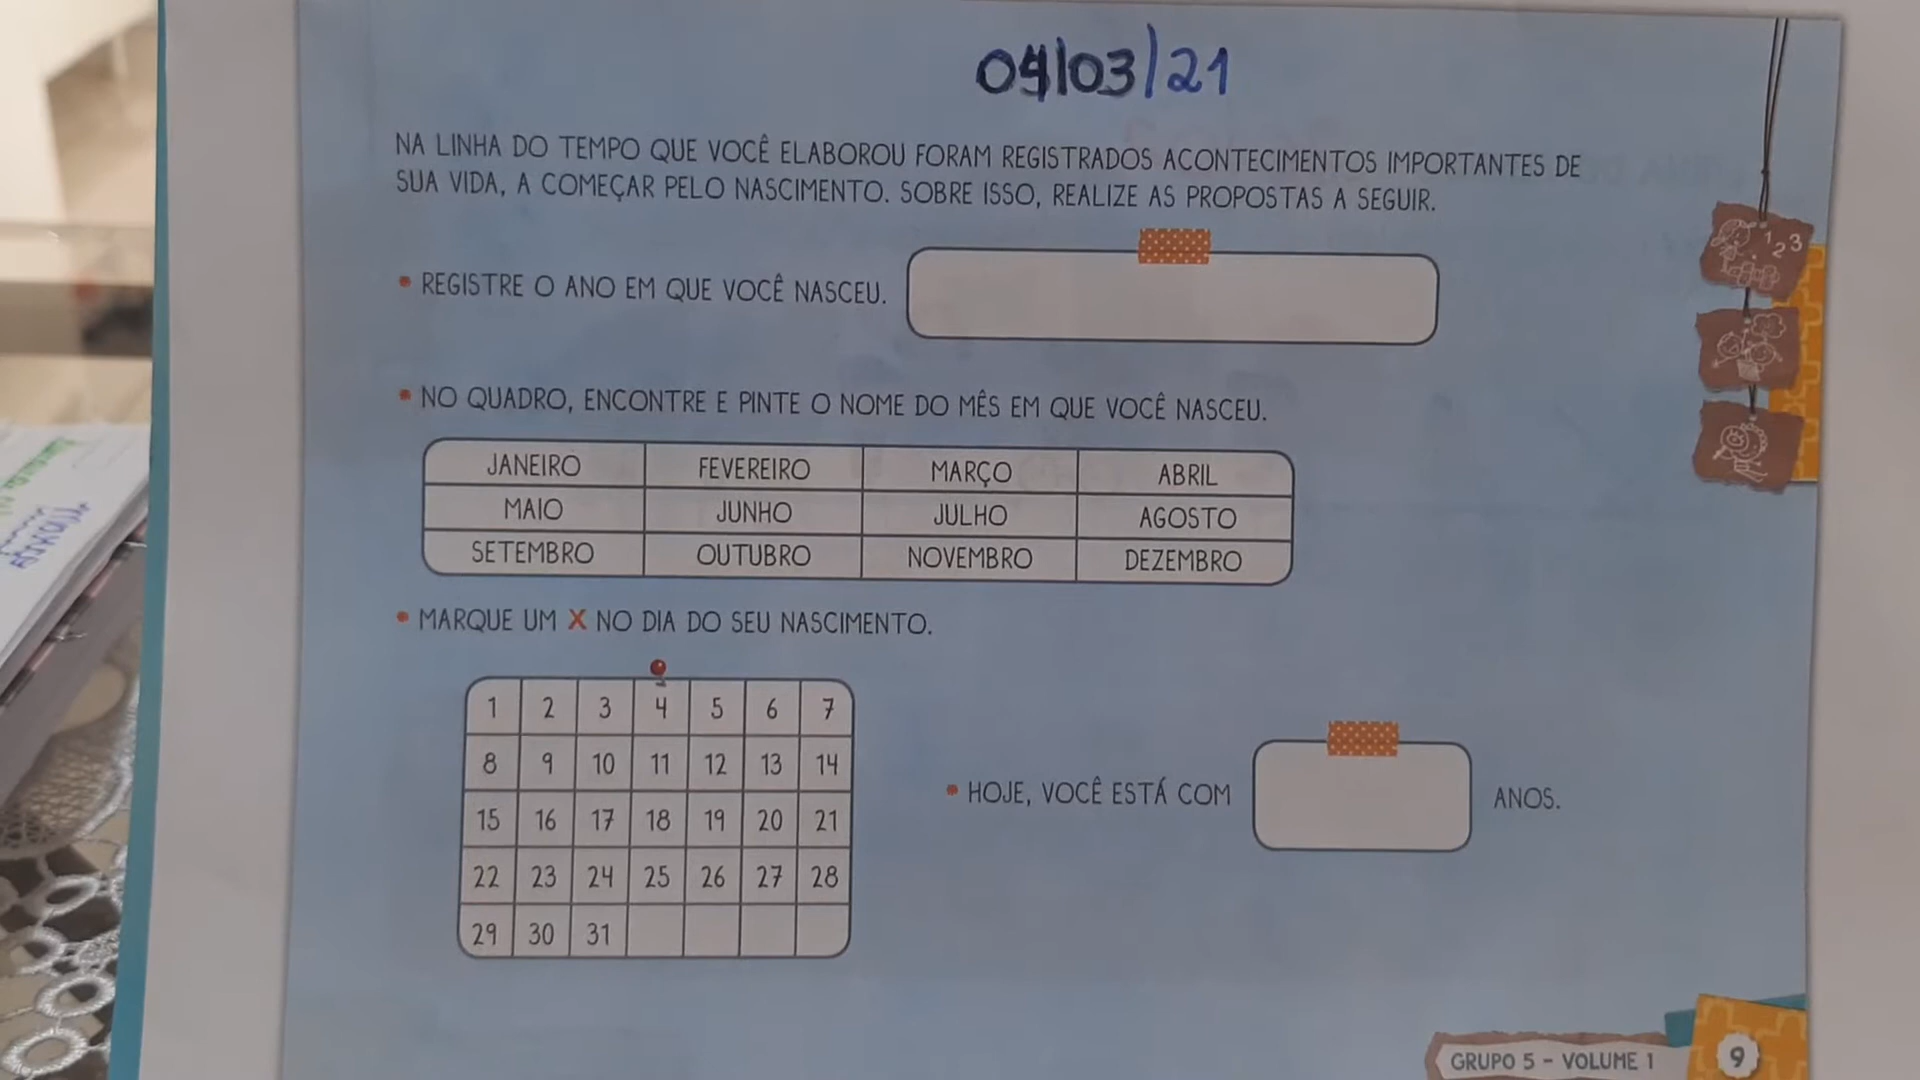 04/03/21
NA LINHA DO TEMPO QUE VOCÊ ELABOROU FORAM REGISTRADOS ACONTECIMENTOS IMPORTANTES DE
SUA VIDA, A COMEÇAR PELO NASCIMENTO. SOBRE ISSO, REALIZE AS PROPOSTAS A SEGUIR.
1 2 3
• REGISTRE O ANO EM QUE VOCÊ NASCEU.
• NO QUADRO, ENCONTRE E PINTE O NOME DO MÊS EM QUE VOCÊ NASCEU.
JANEIRO FEVEREIRO MARÇO ABRIL
MAIO JUNHO JULHO AGOSTO
SETEMBRO OUTUBRO NOVEMBRO DEZEMBRO
• MARQUE UM X NO DIA DO SEU NASCIMENTO.
1 2 3 4 5 6 7
8 9 10 11 12 13 14
15 16 17 18 19 20 21
22 23 24 25 26 27 28
29 30 31
• HOJE, VOCÊ ESTÁ COM ANOS.
GRUPO 5 - VOLUME 1 9